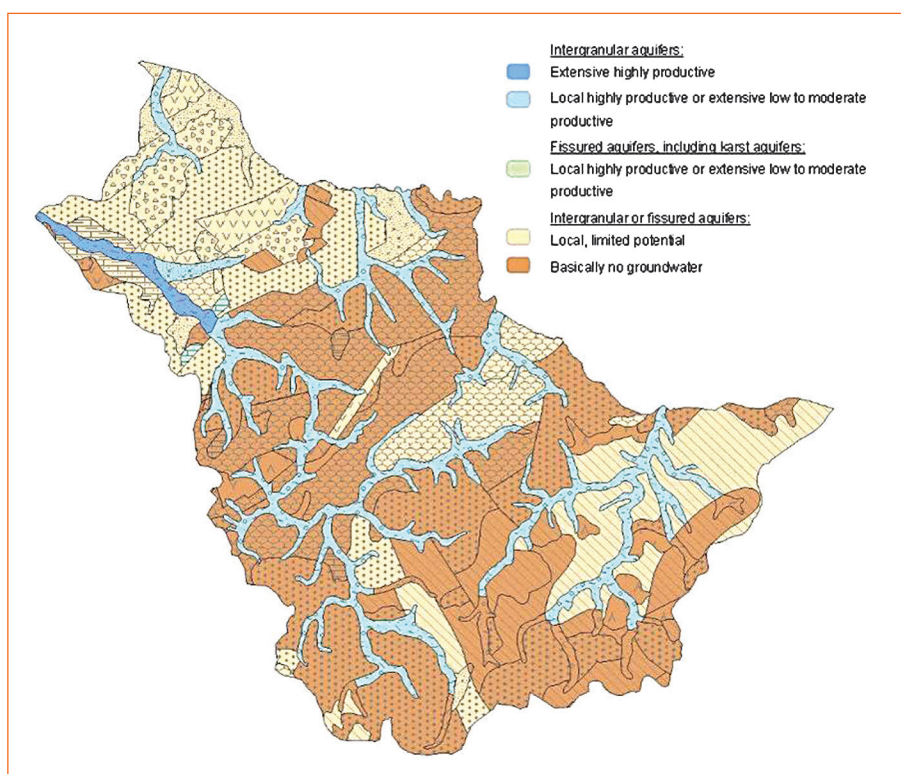 Intergranular aquifers:
Extensive highly productive
Local highly productive or extensive low to moderate
productive
Fissured aquifers, including karst aquifers:
Local highly productive or extensive low to moderate
productive
Intergranular or fissured aquifers:
Local, limited potential
Basically no groundwater